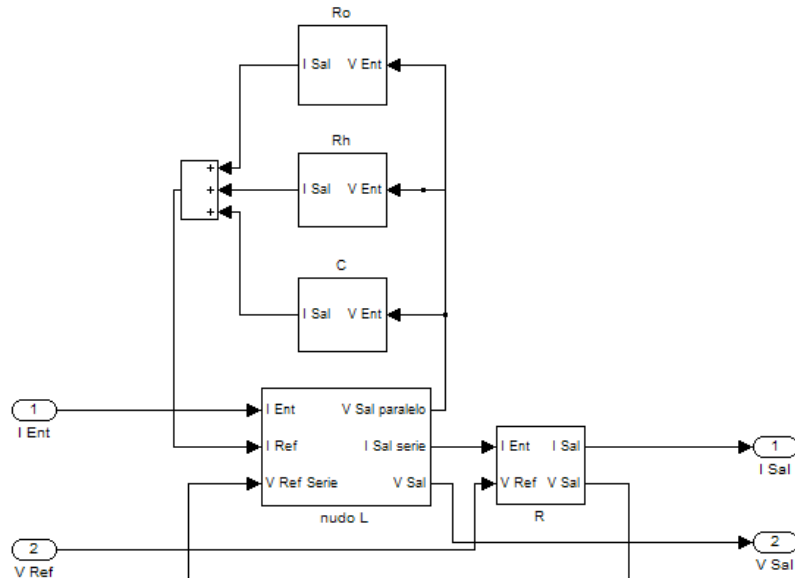 Ro
I Sal V Ent
Rh
+
+
+
I Sal V Ent
C
I Sal V Ent
1
I Ent
I Ent V Sal paralelo
I Ref I Sal serie
V Ref Serie V Sal
nudo L
I Ent I Sal
V Ref V Sal
R
1
I Sal
2
V Ref
2
V Sal